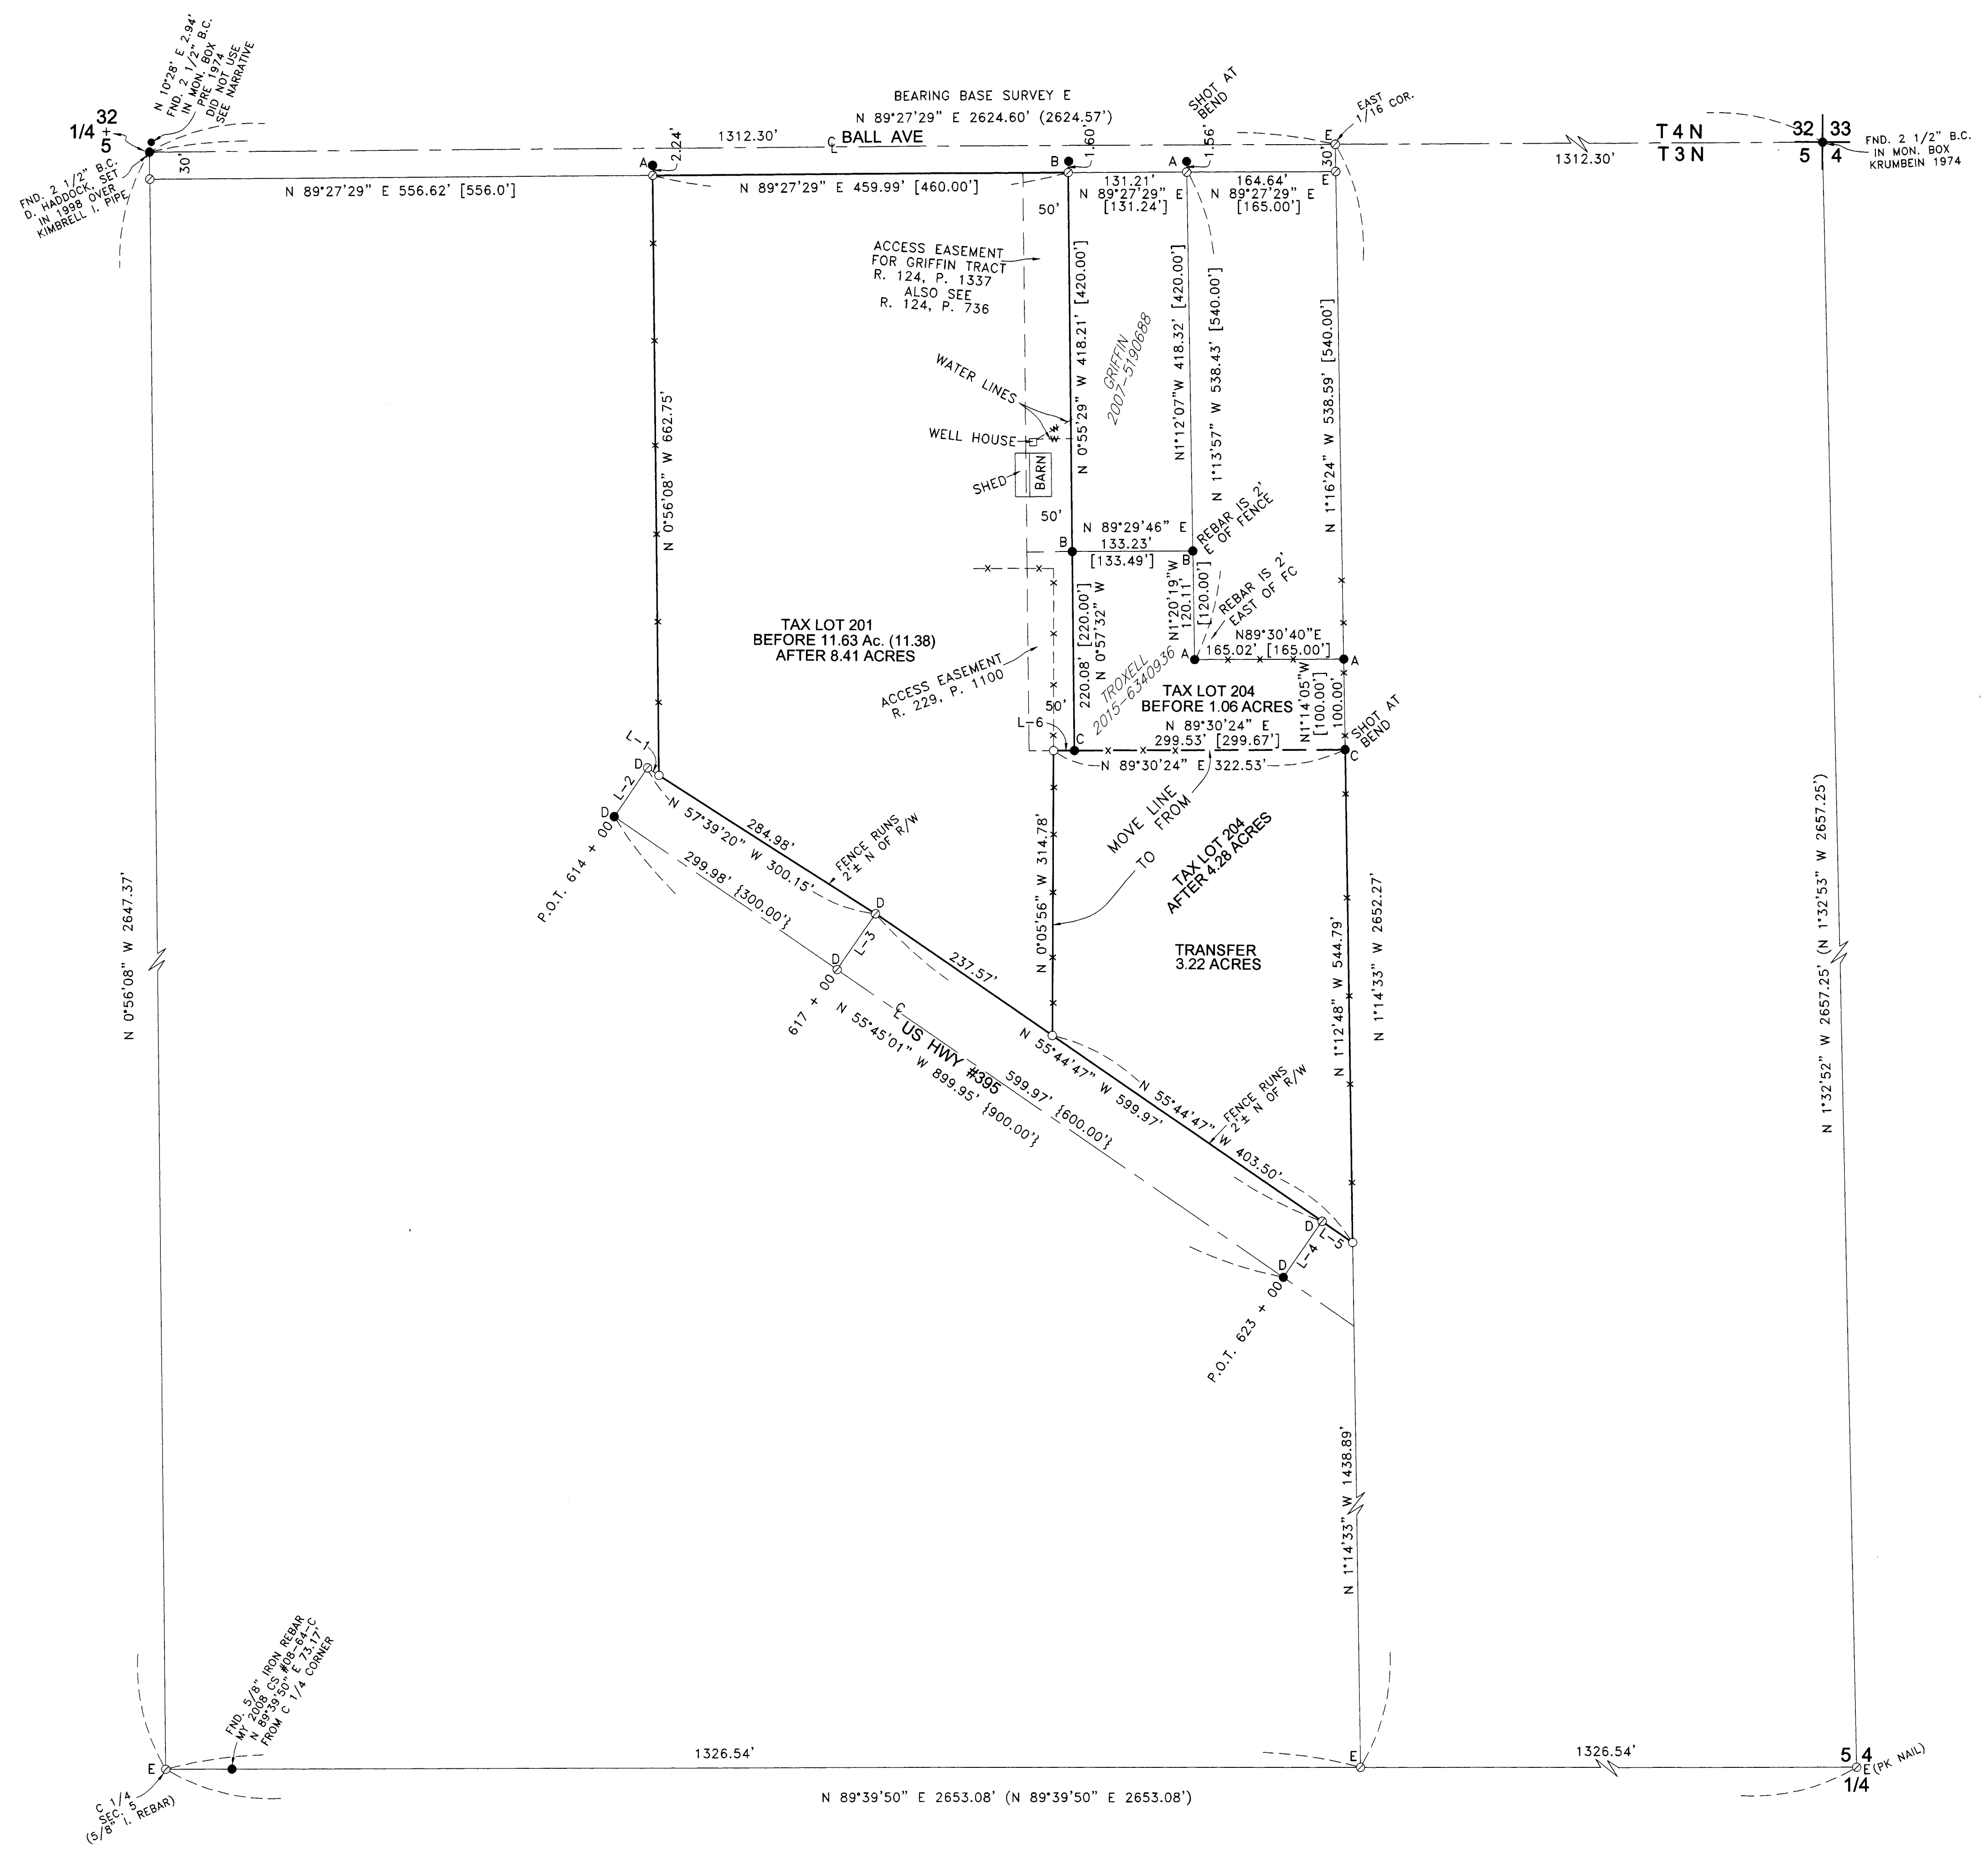 N 10°28' E 2.94'
FND. 2 1/2" B.C.
IN MON. BOX
PRE 1974
DID NOT USE
SEE NARRATIVE
32
1/4 +
5
FND. 2 1/2" B.C.
D. HADDOCK, SET
IN 1998 OVER
KIMBRELL I. PIPE
30'
BEARING BASE SURVEY E
N 89°27'29" E 2624.60' (2624.57')
1312.30'
CL BALL AVE
SHOT AT
BEND
EAST
1/16 COR.
E
30'
E
1312.30'
T 4 N
T 3 N
32 33
5 4
FND. 2 1/2" B.C.
IN MON. BOX
KRUMBEIN 1974
A
2.24'
B
1.60'
A
1.56'
N 89°27'29" E 556.62' [556.0']
N 89°27'29" E 459.99' [460.00']
131.21'
N 89°27'29" E
[131.24']
164.64'
N 89°27'29" E
[165.00']
50'
ACCESS EASEMENT
FOR GRIFFIN TRACT
R. 124, P. 1337
ALSO SEE
R. 124, P. 736
N 0°55'29" W 418.21' [420.00']
GRIFFIN
2007-5190688
N1°12'07"W 418.32' [420.00']
N 1°13'57" W 538.43' [540.00']
N 1°16'24" W 538.59' [540.00']
N 0°56'08" W 662.75'
WATER LINES
WELL HOUSE
W
W
SHED
BARN
50'
B
N 89°29'46" E
133.23'
[133.49']
B
REBAR IS 2'
E OF FENCE
N1°20'19"W
120.11'
[120.00']
REBAR IS 2'
EAST OF FC
N89°30'40"E
165.02' [165.00']
A
A
TAX LOT 201
BEFORE 11.63 Ac. (11.38)
AFTER 8.41 ACRES
ACCESS EASEMENT
R. 229, P. 1100
220.08' [220.00']
N 0°57'32" W
TROXELL
2015-6340936
TAX LOT 204
BEFORE 1.06 ACRES
N1°14'05"W
[100.00']
100.00'
50'
L-6
C
N 89°30'24" E
299.53' [299.67']
N 89°30'24" E 322.53'
SHOT AT
BEND
C
L-1
D
L-2
D
P.O.T. 614 + 00
284.98'
N 57°39'20" W 300.15'
299.98' {300.00'}
FENCE RUNS
2'± N OF R/W
D
L-3
D
617 + 00
237.57'
N 0°05'56" W 314.78'
MOVE LINE
FROM
TO
TAX LOT 204
AFTER 4.28 ACRES
TRANSFER
3.22 ACRES
N 1°12'48" W 544.79'
N 1°14'33" W 2652.27'
N 0°56'08" W 2647.37'
N 1°32'52" W 2657.25' (N 1°32'53" W 2657.25')
CL US HWY #395
N 55°45'01" W 899.95' {900.00'}
599.97' {600.00'}
N 55°44'47" W 599.97'
N 55°44'47" W 403.50'
FENCE RUNS
2'± N OF R/W
D
L-5
L-4
D
P.O.T. 623 + 00
N 1°14'33" W 1438.89'
FND. 5/8" IRON REBAR
MY 2008 CS #08-64-C
N 89°39'50" E 73.17'
FROM C 1/4 CORNER
E
C 1/4
SEC. 5
(5/8" I. REBAR)
1326.54'
E
1326.54'
5 4
E (PK NAIL)
1/4
N 89°39'50" E 2653.08' (N 89°39'50" E 2653.08')